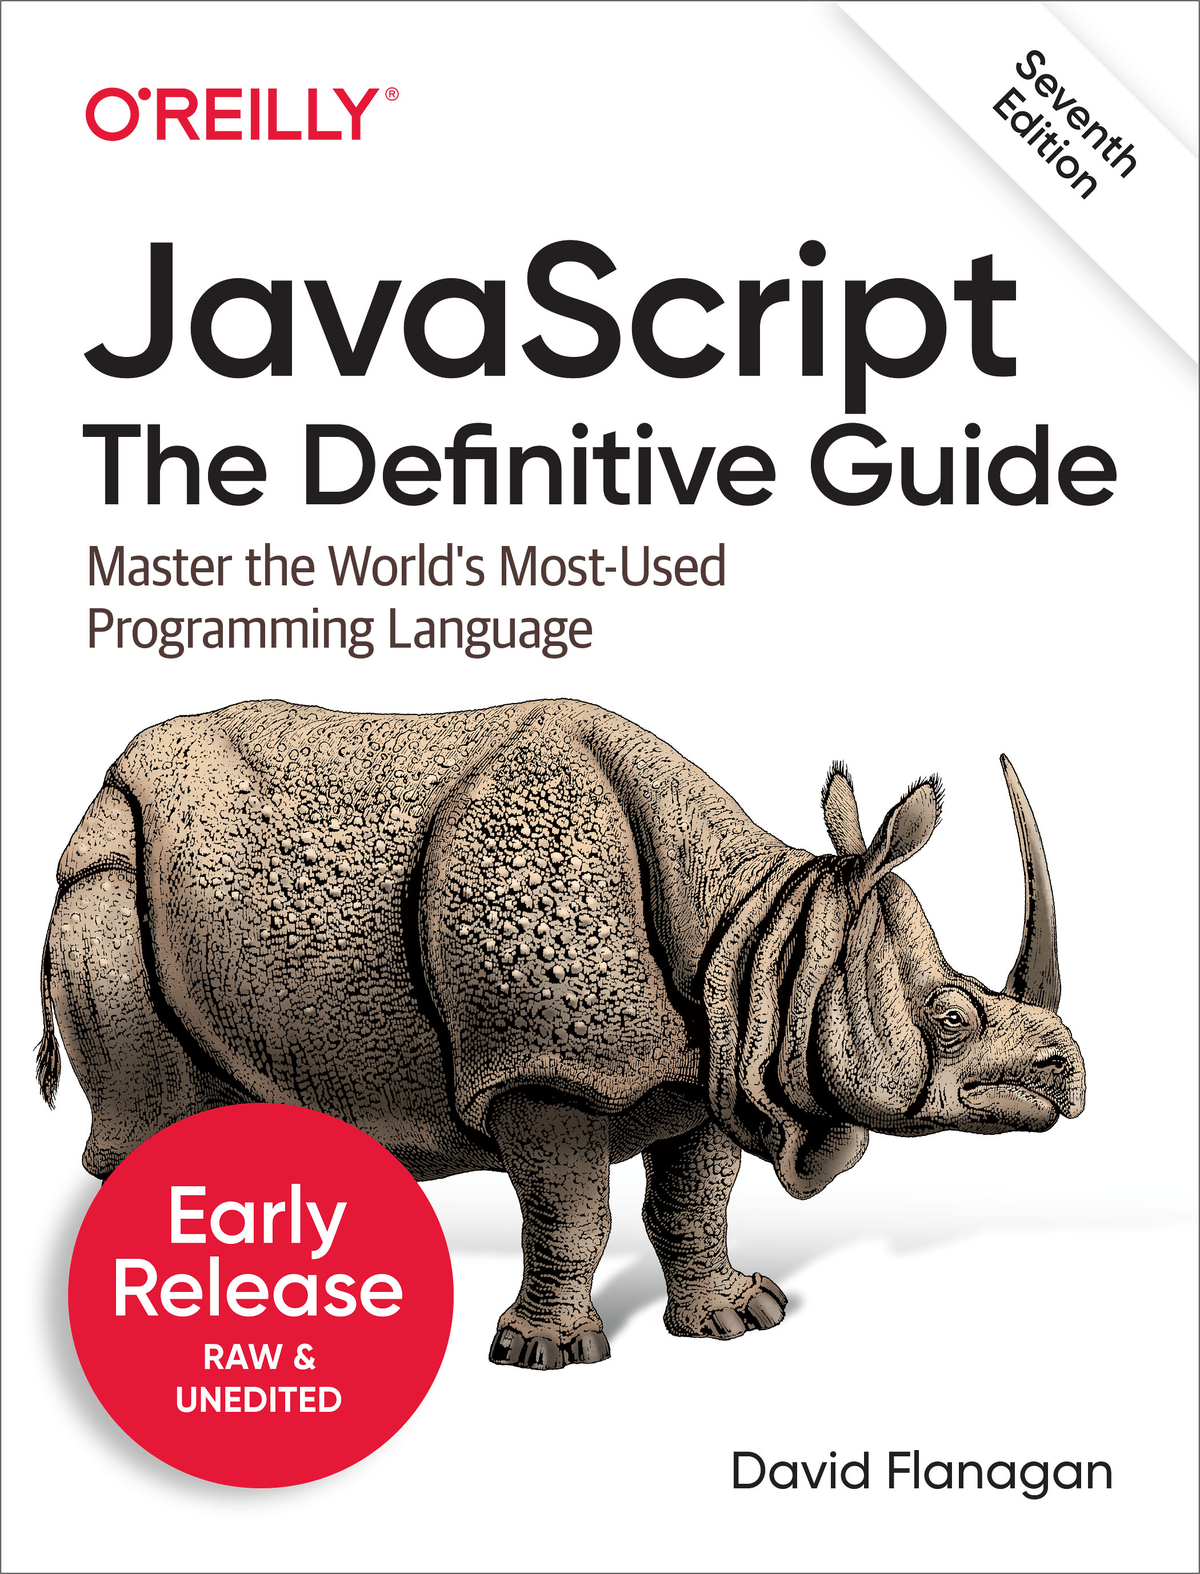 O'REILLY®
Seventh
Edition
JavaScript
The Definitive Guide
Master the World's Most-Used
Programming Language
Early
Release
RAW &
UNEDITED
David Flanagan